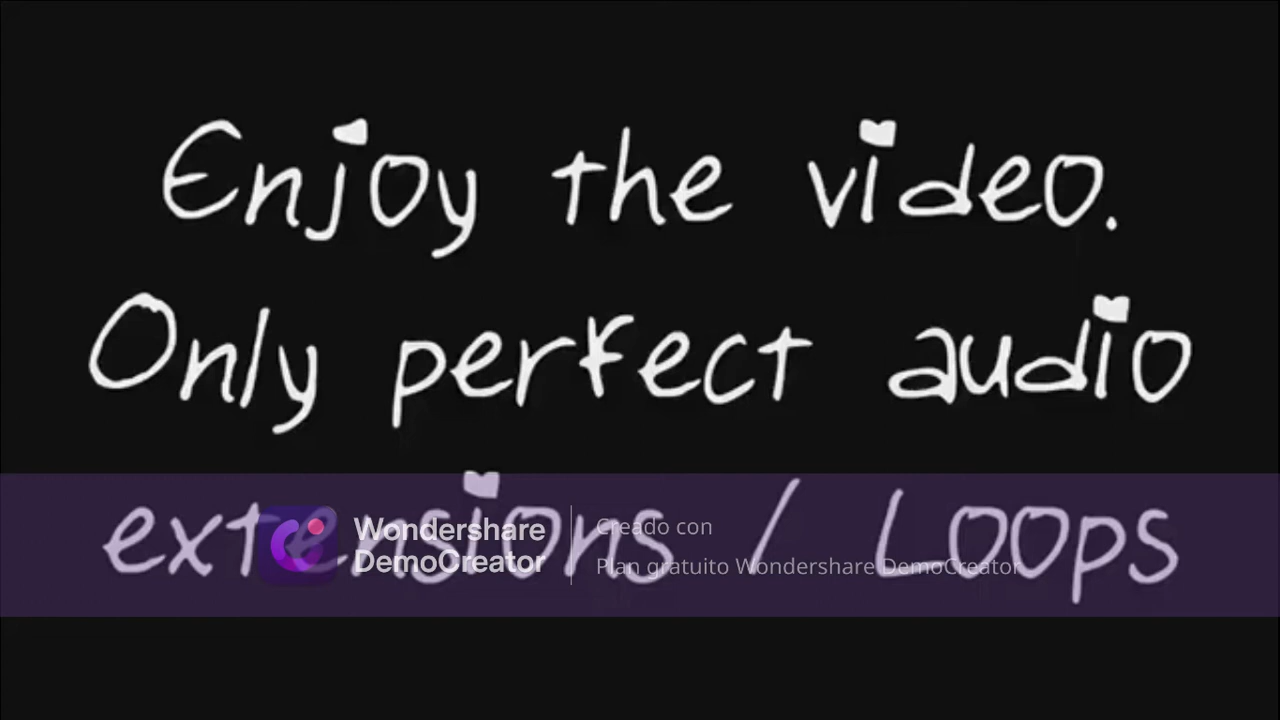 Enjoy the video.
Only perfect audio
extensions / Loops
Wondershare
DemoCreator
Creado con
Plan gratuito Wondershare DemoCreator